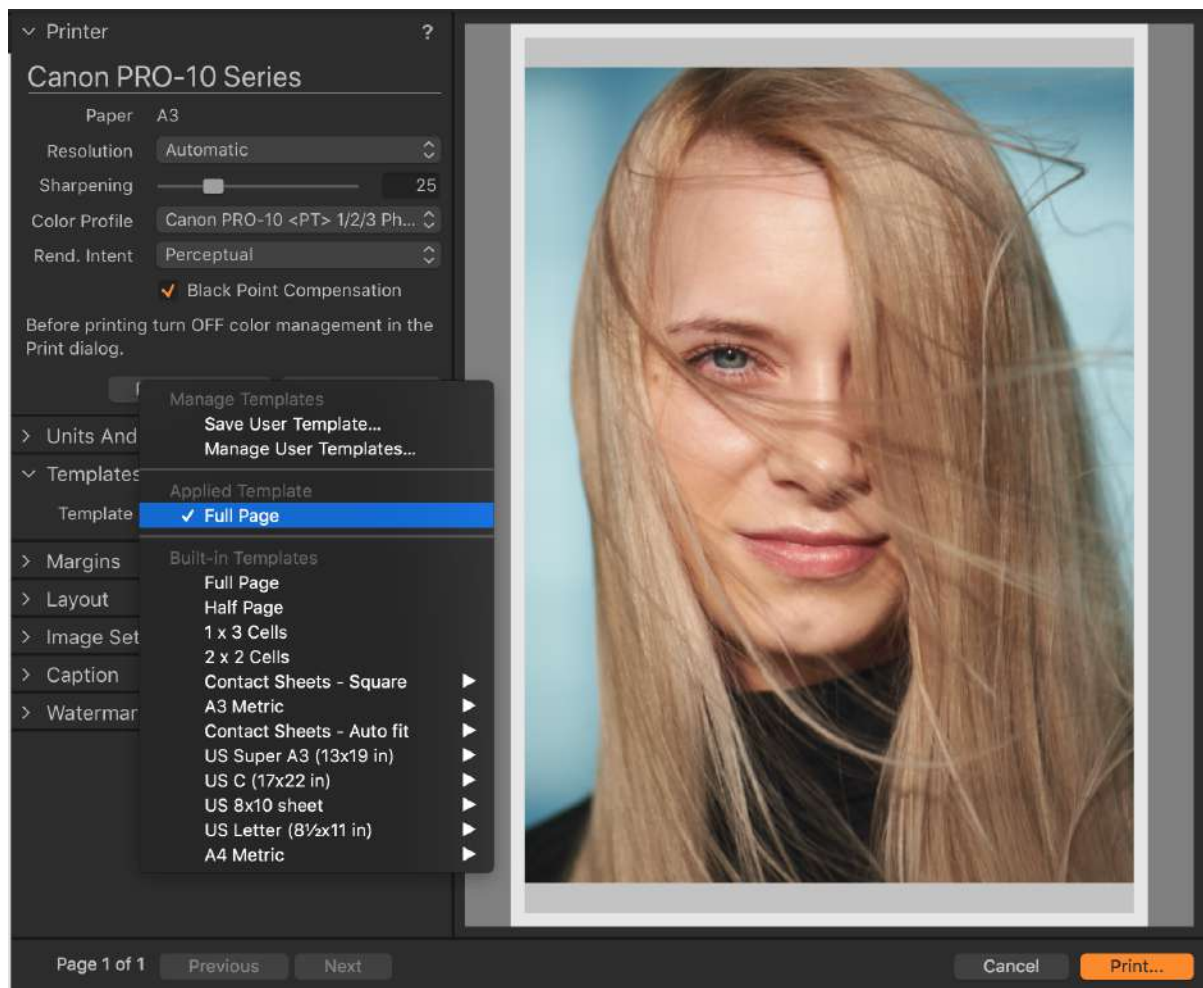 Printer ?
Canon PRO-10 Series
Paper A3
Resolution Automatic
Sharpening 25
Color Profile Canon PRO-10 <PT> 1/2/3 Ph...
Rend. Intent Perceptual
Black Point Compensation
Before printing turn OFF color management in the
Print dialog.
Manage Templates
Save User Template...
Units And
Manage User Templates...
Templates
Applied Template
Template Full Page
Built-in Templates
Margins
Full Page
Layout
Half Page
Image Set
1 x 3 Cells
2 x 2 Cells
Caption
Contact Sheets - Square
A3 Metric
Watermar
Contact Sheets - Auto fit
US Super A3 (13x19 in)
US C (17x22 in)
US 8x10 sheet
US Letter (8½x11 in)
A4 Metric
Page 1 of 1 Previous Next Cancel Print...